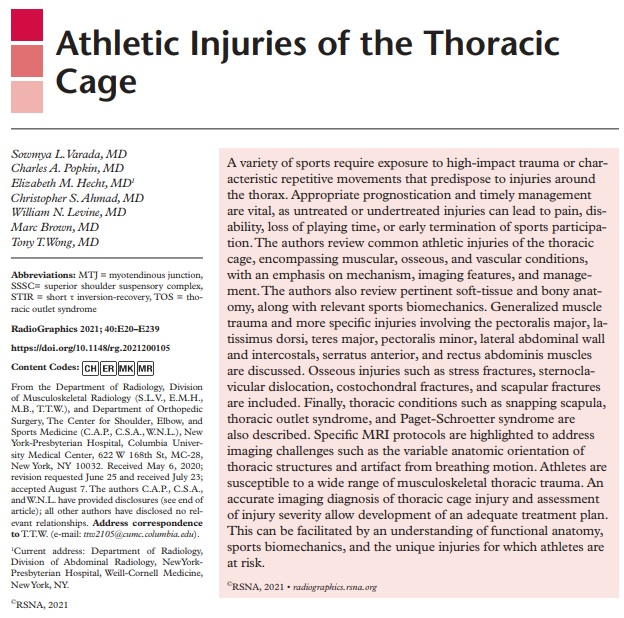 Athletic Injuries of the Thoracic
Cage
Sowmya L. Varada, MD
Charles A. Popkin, MD
Elizabeth M. Hecht, MD¹
Christopher S. Ahmad, MD
William N. Levine, MD
Marc Brown, MD
Tony T. Wong, MD
Abbreviations: MTJ = myotendinous junction,
SSSC= superior shoulder suspensory complex,
STIR = short τ inversion-recovery, TOS = tho-
racic outlet syndrome
RadioGraphics 2021; 40:E20–E239
https://doi.org/10.1148/rg.2021200105
Content Codes: CH ER MK MR
From the Department of Radiology, Division
of Musculoskeletal Radiology (S.L.V., E.M.H.,
M.B., T.T.W.), and Department of Orthopedic
Surgery, The Center for Shoulder, Elbow, and
Sports Medicine (C.A.P., C.S.A., W.N.L.), New
York-Presbyterian Hospital, Columbia Univer-
sity Medical Center, 622 W 168th St, MC-28,
New York, NY 10032. Received May 6, 2020;
revision requested June 25 and received July 23;
accepted August 7. The authors C.A.P., C.S.A.,
and W.N.L. have provided disclosures (see end of
article); all other authors have disclosed no rel-
evant relationships. Address correspondence
to T.T.W. (e-mail: ttw2105@cumc.columbia.edu).
¹Current address: Department of Radiology,
Division of Abdominal Radiology, NewYork-
Presbyterian Hospital, Weill-Cornell Medicine,
New York, NY.
©RSNA, 2021
A variety of sports require exposure to high-impact trauma or char-
acteristic repetitive movements that predispose to injuries around
the thorax. Appropriate prognostication and timely management
are vital, as untreated or undertreated injuries can lead to pain, dis-
ability, loss of playing time, or early termination of sports participa-
tion. The authors review common athletic injuries of the thoracic
cage, encompassing muscular, osseous, and vascular conditions,
with an emphasis on mechanism, imaging features, and manage-
ment. The authors also review pertinent soft-tissue and bony anat-
omy, along with relevant sports biomechanics. Generalized muscle
trauma and more specific injuries involving the pectoralis major, la-
tissimus dorsi, teres major, pectoralis minor, lateral abdominal wall
and intercostals, serratus anterior, and rectus abdominis muscles
are discussed. Osseous injuries such as stress fractures, sternocla-
vicular dislocation, costochondral fractures, and scapular fractures
are included. Finally, thoracic conditions such as snapping scapula,
thoracic outlet syndrome, and Paget-Schroetter syndrome are
also described. Specific MRI protocols are highlighted to address
imaging challenges such as the variable anatomic orientation of
thoracic structures and artifact from breathing motion. Athletes are
susceptible to a wide range of musculoskeletal thoracic trauma. An
accurate imaging diagnosis of thoracic cage injury and assessment
of injury severity allow development of an adequate treatment plan.
This can be facilitated by an understanding of functional anatomy,
sports biomechanics, and the unique injuries for which athletes are
at risk.
©RSNA, 2021 • radiographics.rsna.org